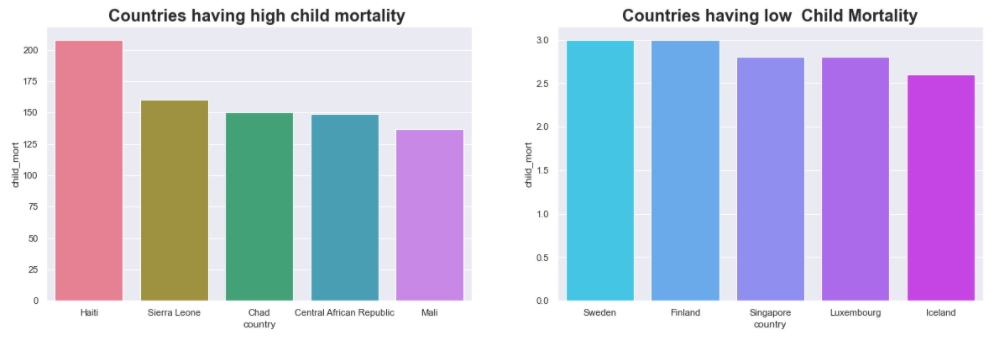 Countries having high child mortality
200
175
150
125
100
75
50
25
0
child_mort
Haiti Sierra Leone Chad Central African Republic Mali
country
Countries having low  Child Mortality
3.0
2.5
2.0
1.5
1.0
0.5
0.0
child_mort
Sweden Finland Singapore Luxembourg Iceland
country